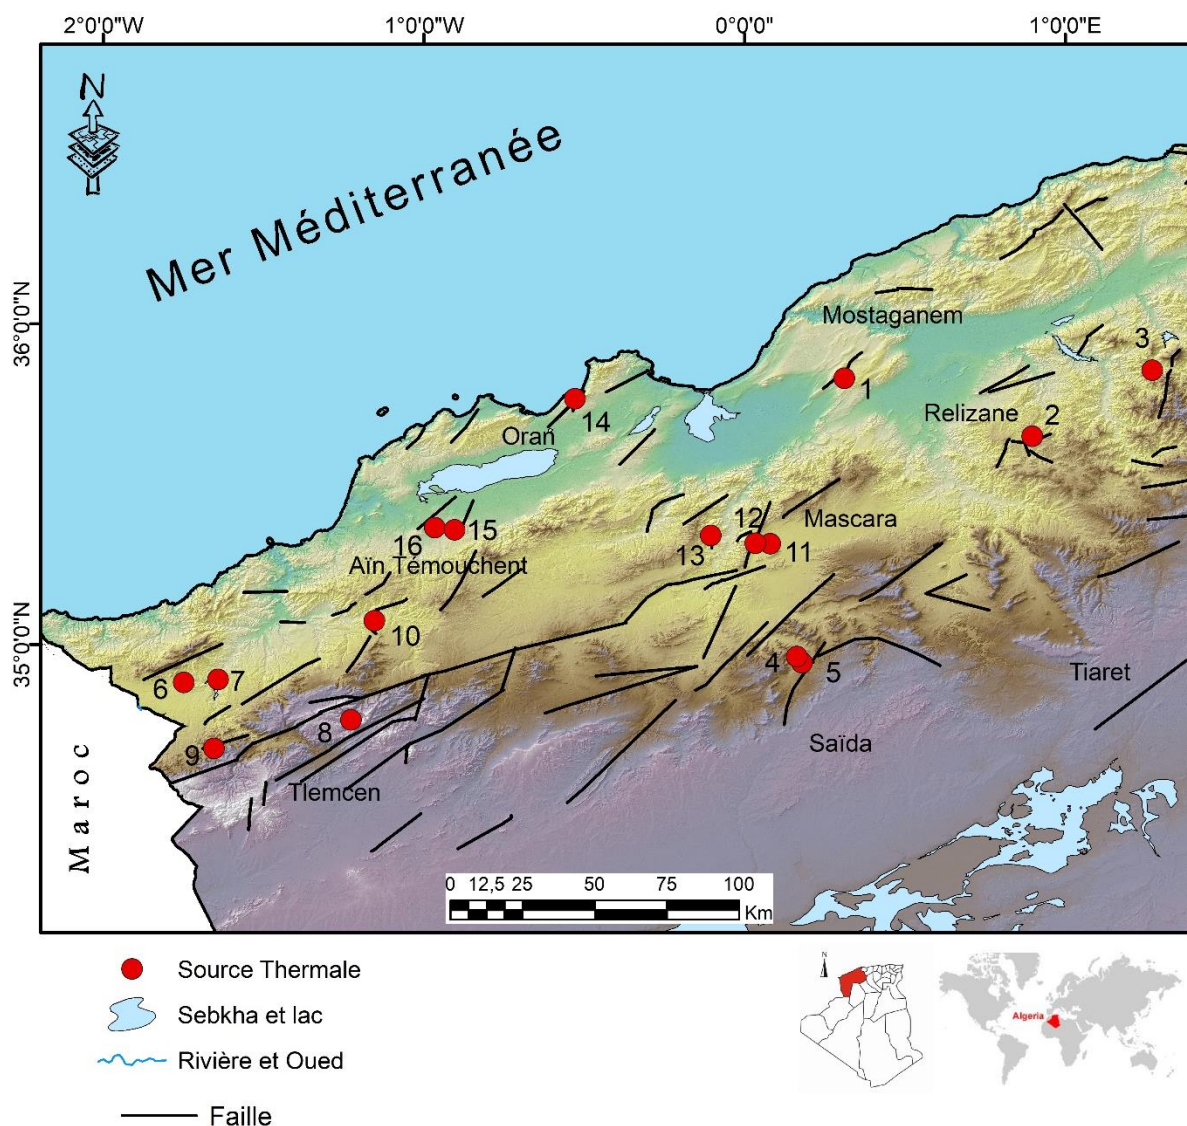 2°0'0"W
1°0'0"W
0°0'0"
1°0'0"E
N
Mer Méditerranée
36°0'0"N
35°0'0"N
Mostaganem
3
1
Relizane
2
14
Oran
12
Mascara
15
16
13
11
Aïn Témouchent
10
4
5
Tiaret
6
7
8
Saïda
9
Tlemcen
Maroc
0 12,5 25 50 75 100
Km
Source Thermale
Sebkha et lac
Rivière et Oued
Faille
N
Algeria